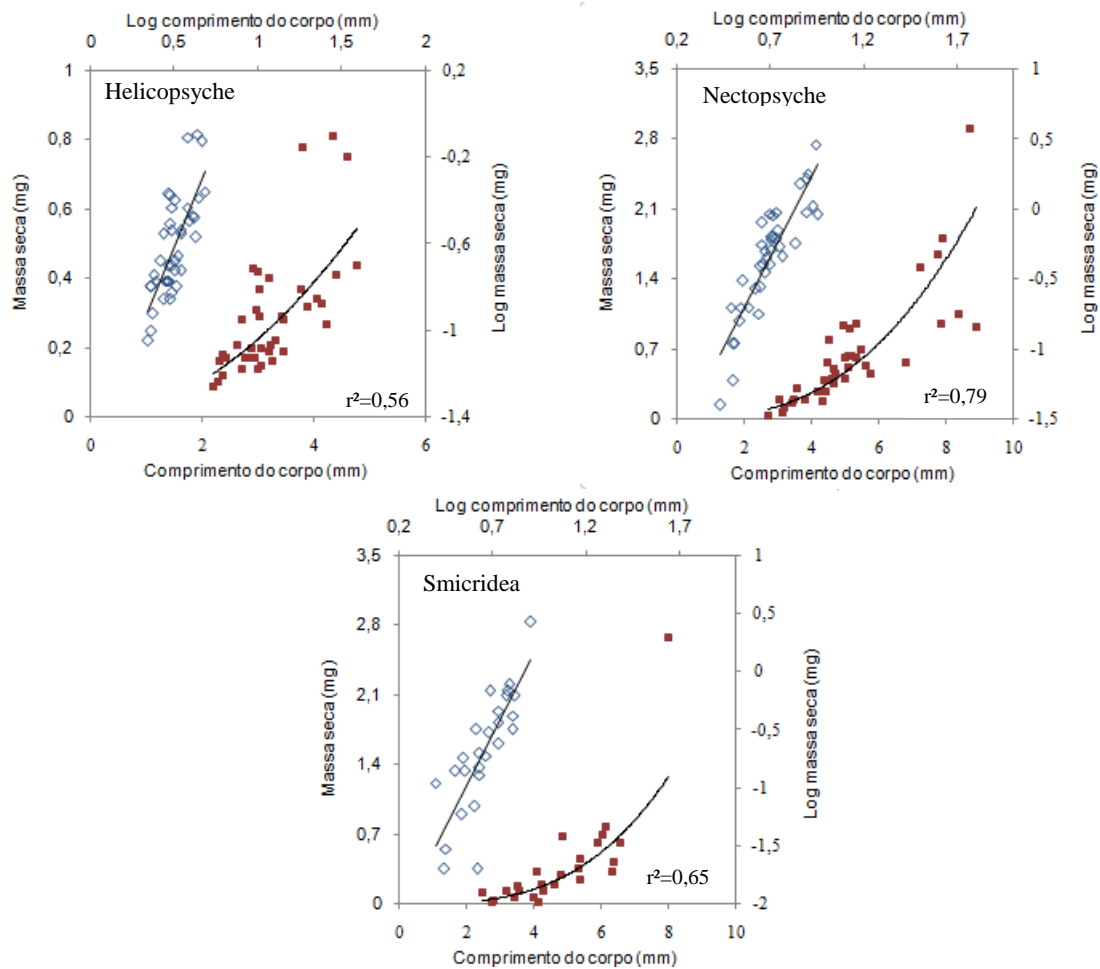 Log comprimento do corpo (mm)
0 0,5 1 1,5 2
1 0,8 0,6 0,4 0,2 0
Massa seca (mg)
Helicopsyche
r²=0,56
0,2 -0,2 -0,6 -1 -1,4
Log massa seca (mg)
0 2 4 6
Comprimento do corpo (mm)
Log comprimento do corpo (mm)
0,2 0,7 1,2 1,7
3,5 2,8 2,1 1,4 0,7 0
Massa seca (mg)
Nectopsyche
r²=0,79
1 0,5 0 -0,5 -1 -1,5
Log massa seca (mg)
0 2 4 6 8 10
Comprimento do corpo (mm)
Log comprimento do corpo (mm)
0,2 0,7 1,2 1,7
3,5 2,8 2,1 1,4 0,7 0
Massa seca (mg)
Smicridea
r²=0,65
1 0,5 0 -0,5 -1 -1,5 -2
Log massa seca (mg)
0 2 4 6 8 10
Comprimento do corpo (mm)